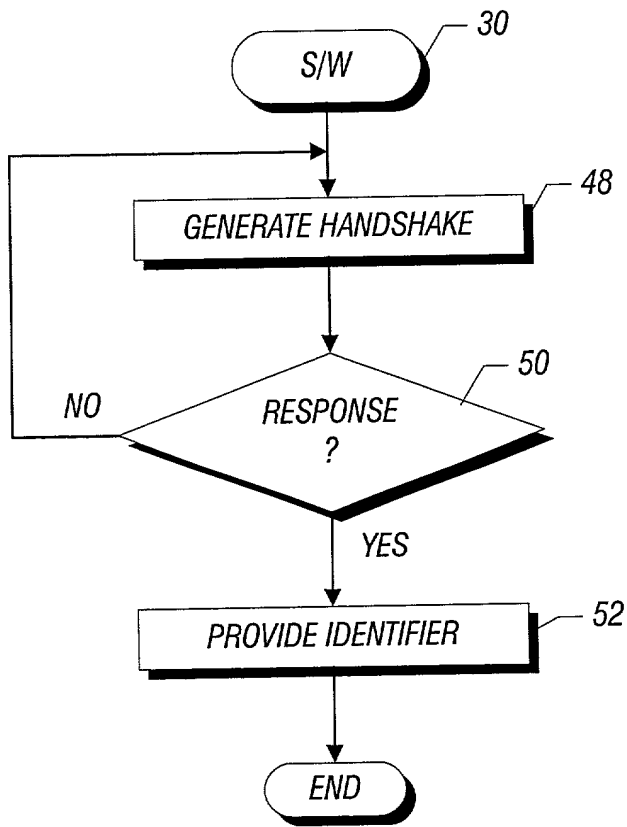 30
S/W
48
GENERATE HANDSHAKE
50
NO
RESPONSE
?
YES
52
PROVIDE IDENTIFIER
END